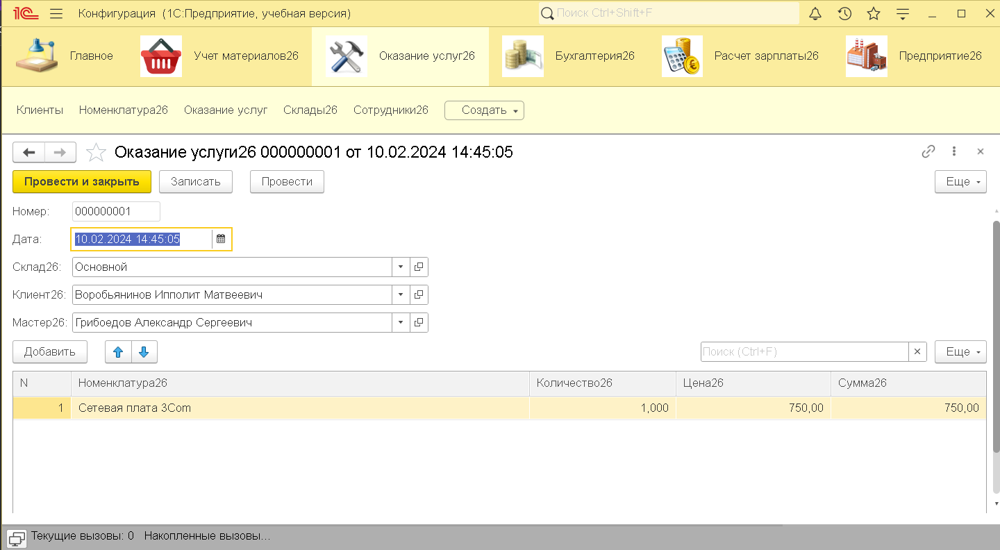 1С Конфигурация (1С:Предприятие, учебная версия) Поиск Ctrl+Shift+F
Главное Учет материалов26 Оказание услуг26 Бухгалтерия26 Расчет зарплаты26 Предприятие26
Клиенты Номенклатура26 Оказание услуг Склады26 Сотрудники26 Создать
Оказание услуги26 000000001 от 10.02.2024 14:45:05
Провести и закрыть Записать Провести Еще
Номер: 000000001
Дата: 10.02.2024 14:45:05
Склад26: Основной
Клиент26: Воробьянинов Ипполит Матвеевич
Мастер26: Грибоедов Александр Сергеевич
Добавить Поиск (Ctrl+F) Еще
N Номенклатура26 Количество26 Цена26 Сумма26
1 Сетевая плата 3Com 1,000 750,00 750,00
Текущие вызовы: 0 Накопленные вызовы...